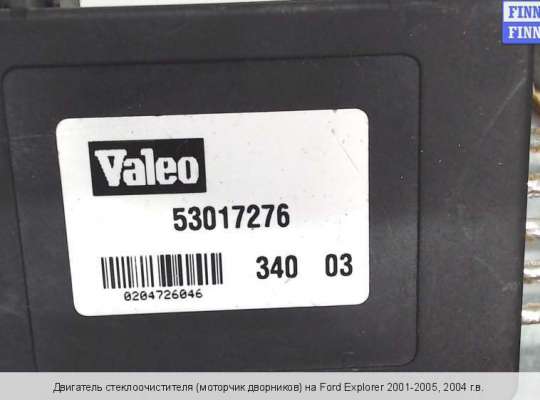 FINN
FINN
Valeo
53017276
340 03
0204726046
Двигатель стеклоочистителя (моторчик дворников) на Ford Explorer 2001-2005, 2004 г.в.